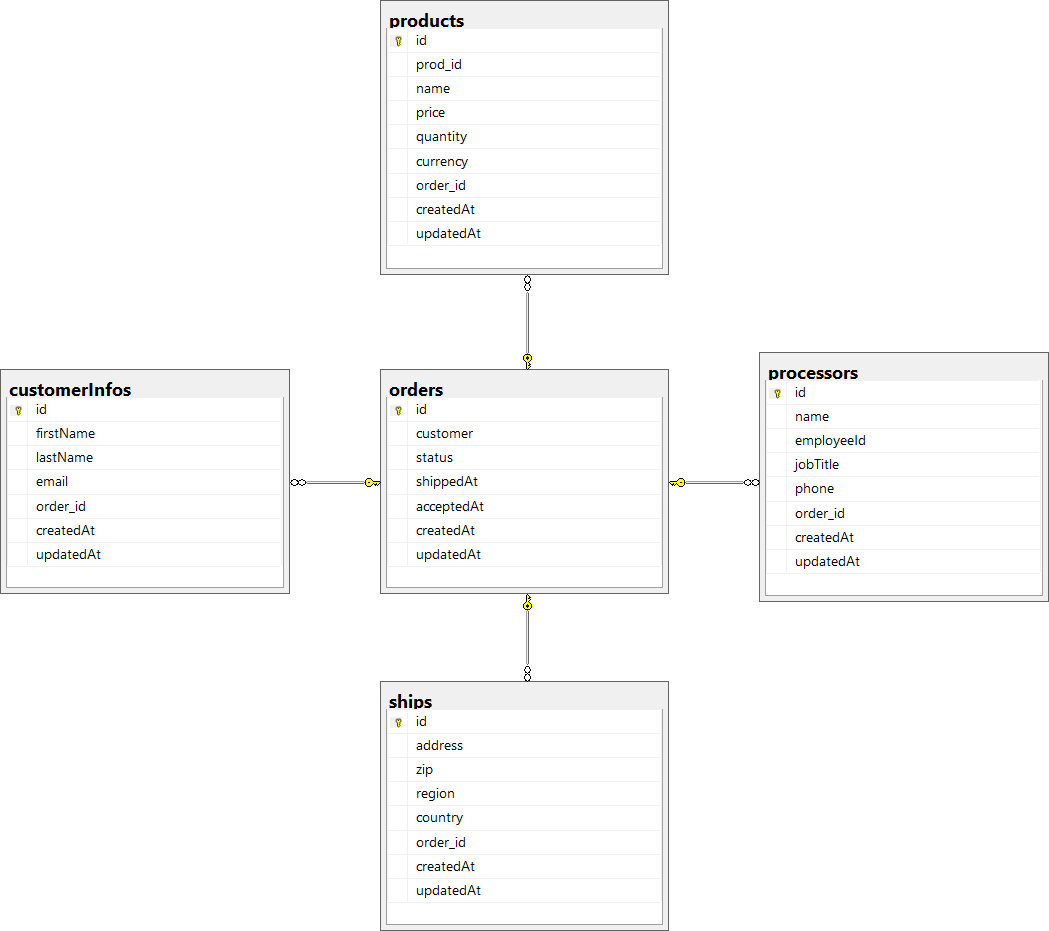 products
id
prod_id
name
price
quantity
currency
order_id
createdAt
updatedAt
customerInfos
id
firstName
lastName
email
order_id
createdAt
updatedAt
orders
id
customer
status
shippedAt
acceptedAt
createdAt
updatedAt
processors
id
name
employeeId
jobTitle
phone
order_id
createdAt
updatedAt
ships
id
address
zip
region
country
order_id
createdAt
updatedAt